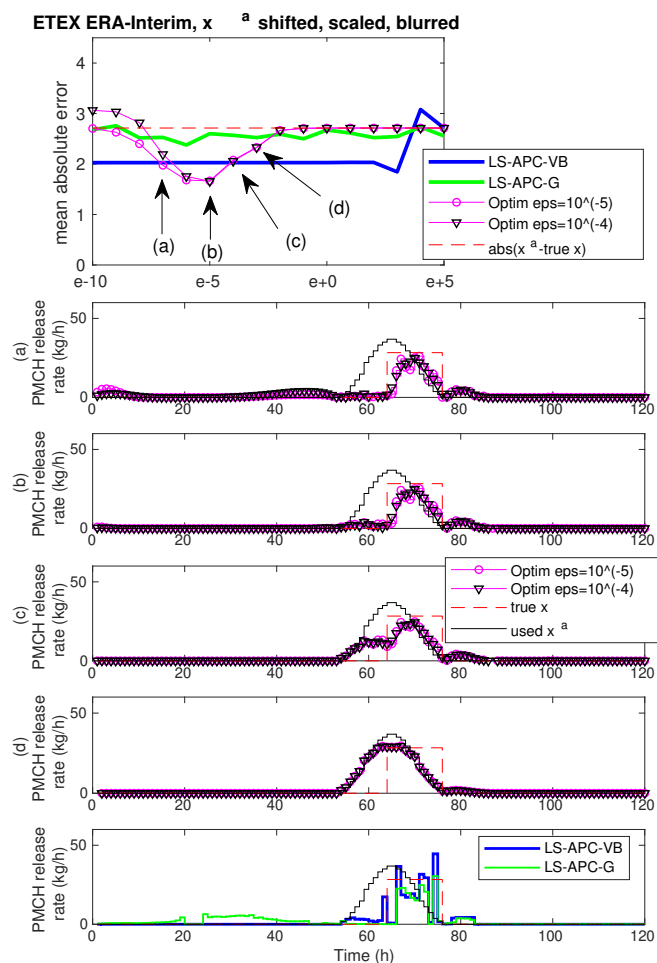 ETEX ERA-Interim, x a shifted, scaled, blurred
mean absolute error
4
3
2
1
0
e-10 e-5 e+0 e+5
(a)
(b)
(c)
(d)
LS-APC-VB
LS-APC-G
Optim eps=10^(-5)
Optim eps=10^(-4)
abs(x a-true x)
(a)
PMCH release
rate (kg/h)
50
0
0 20 40 60 80 100 120
(b)
PMCH release
rate (kg/h)
50
0
0 20 40 60 80 100 120
(c)
PMCH release
rate (kg/h)
50
0
0 20 40 60 80 100 120
Optim eps=10^(-5)
Optim eps=10^(-4)
true x
used x a
(d)
PMCH release
rate (kg/h)
50
0
0 20 40 60 80 100 120
PMCH release
rate (kg/h)
50
0
0 20 40 60 80 100 120
LS-APC-VB
LS-APC-G
Time (h)